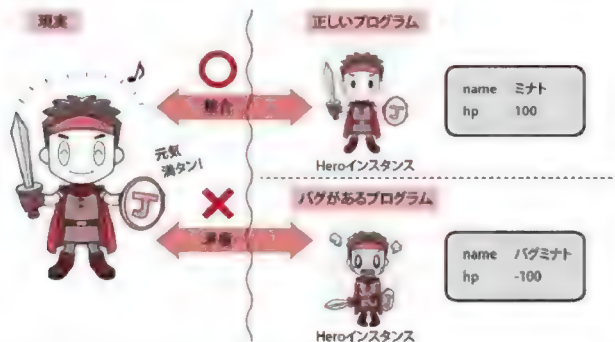 現実
正しいプログラム
整合
元気
満タン!
J
J
name ミナト
hp 100
Heroインスタンス
バグがあるプログラム
矛盾
name バグミナト
hp -100
Heroインスタンス